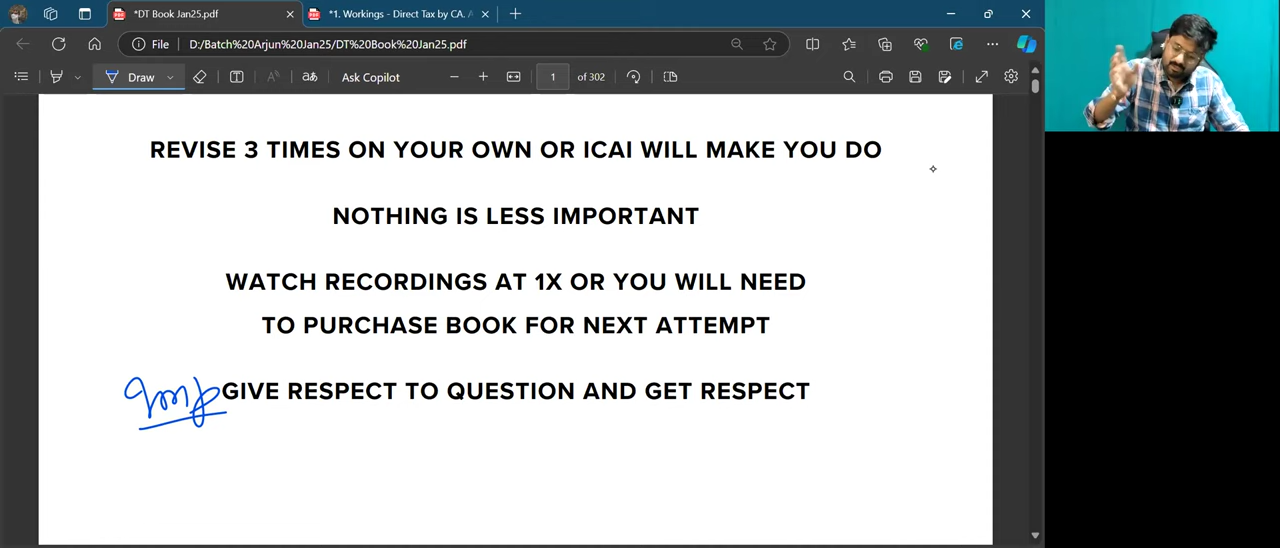 *DT Book Jan25.pdf
*1. Workings - Direct Tax by CA. A
File
D:/Batch%20Arjun%20Jan25/DT%20Book%20Jan25.pdf
Draw
aあ
Ask Copilot
1
of 302
REVISE 3 TIMES ON YOUR OWN OR ICAI WILL MAKE YOU DO
NOTHING IS LESS IMPORTANT
WATCH RECORDINGS AT 1X OR YOU WILL NEED
TO PURCHASE BOOK FOR NEXT ATTEMPT
Imp GIVE RESPECT TO QUESTION AND GET RESPECT